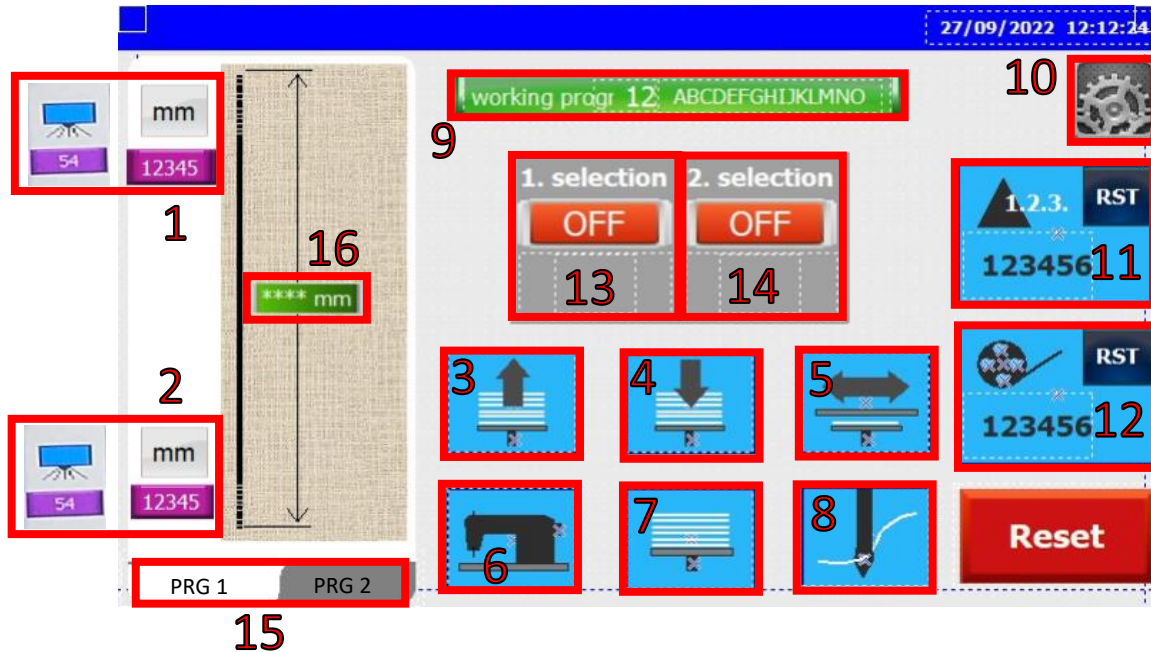 27/09/2022 12:12:24
10
working progr 12 ABCDEFGHIJKLMNO
9
mm
54
12345
1
1. selection
OFF
13
2. selection
OFF
14
1.2.3.
RST
123456
11
16
**** mm
2
3
4
5
RST
123456
12
mm
54
12345
6
7
8
Reset
PRG 1
PRG 2
15